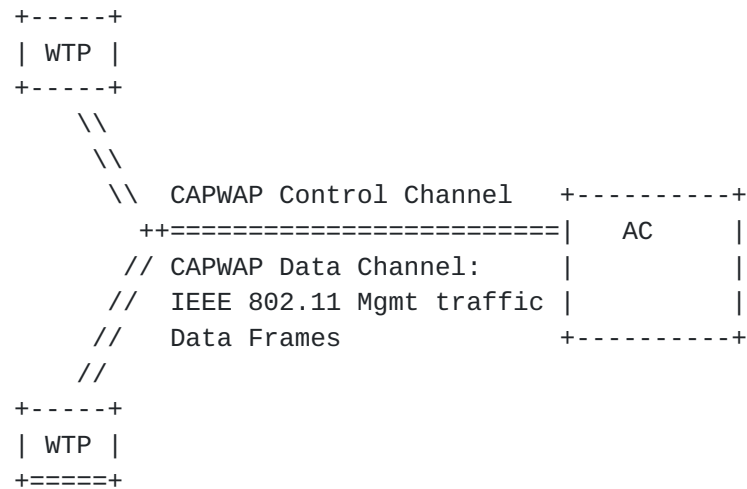 WTP
CAPWAP Control Channel
AC
CAPWAP Data Channel:
IEEE 802.11 Mgmt traffic
Data Frames
WTP